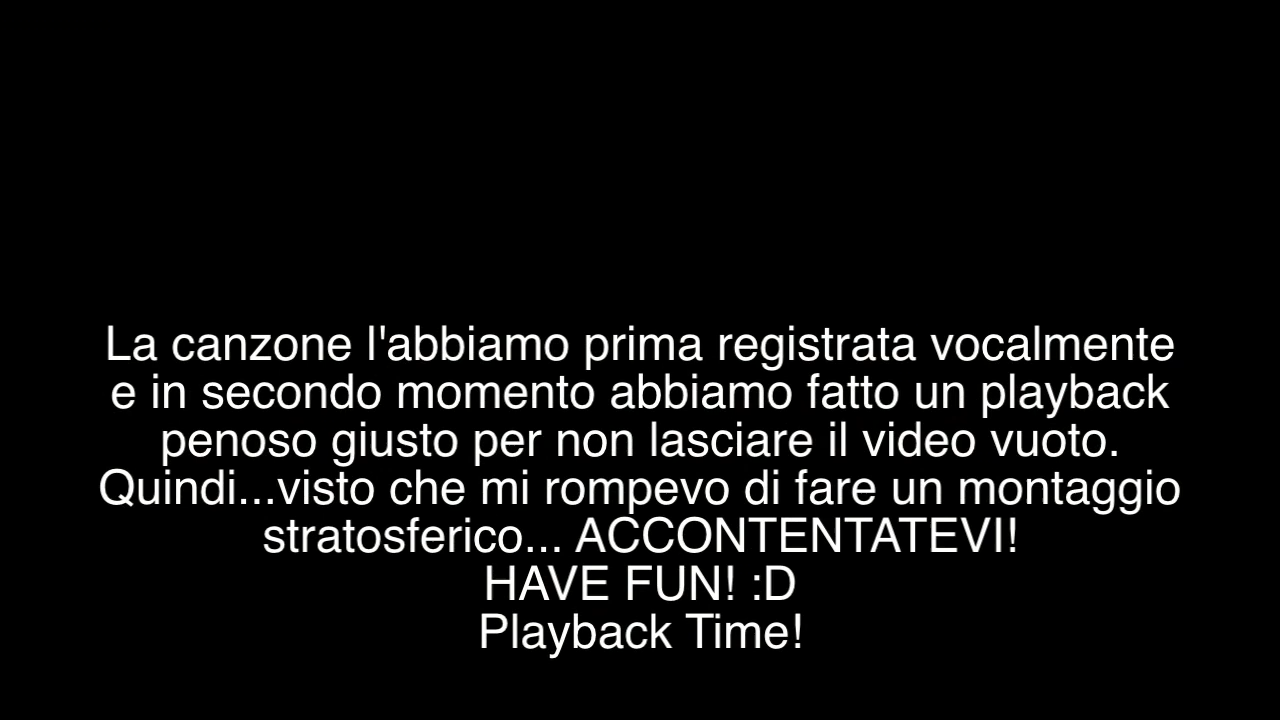 La canzone l'abbiamo prima registrata vocalmente
e in secondo momento abbiamo fatto un playback
penoso giusto per non lasciare il video vuoto.
Quindi...visto che mi rompevo di fare un montaggio
stratosferico... ACCONTENTATEVI!
HAVE FUN! :D
Playback Time!